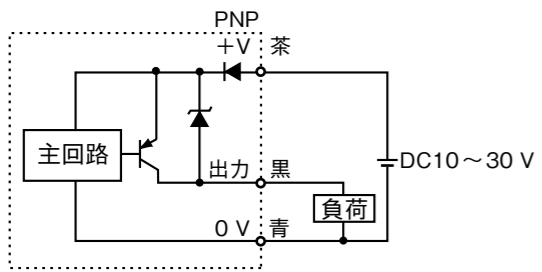 PNP
+V 茶
主回路
出力 黒
DC10～30 V
負荷
0 V 青